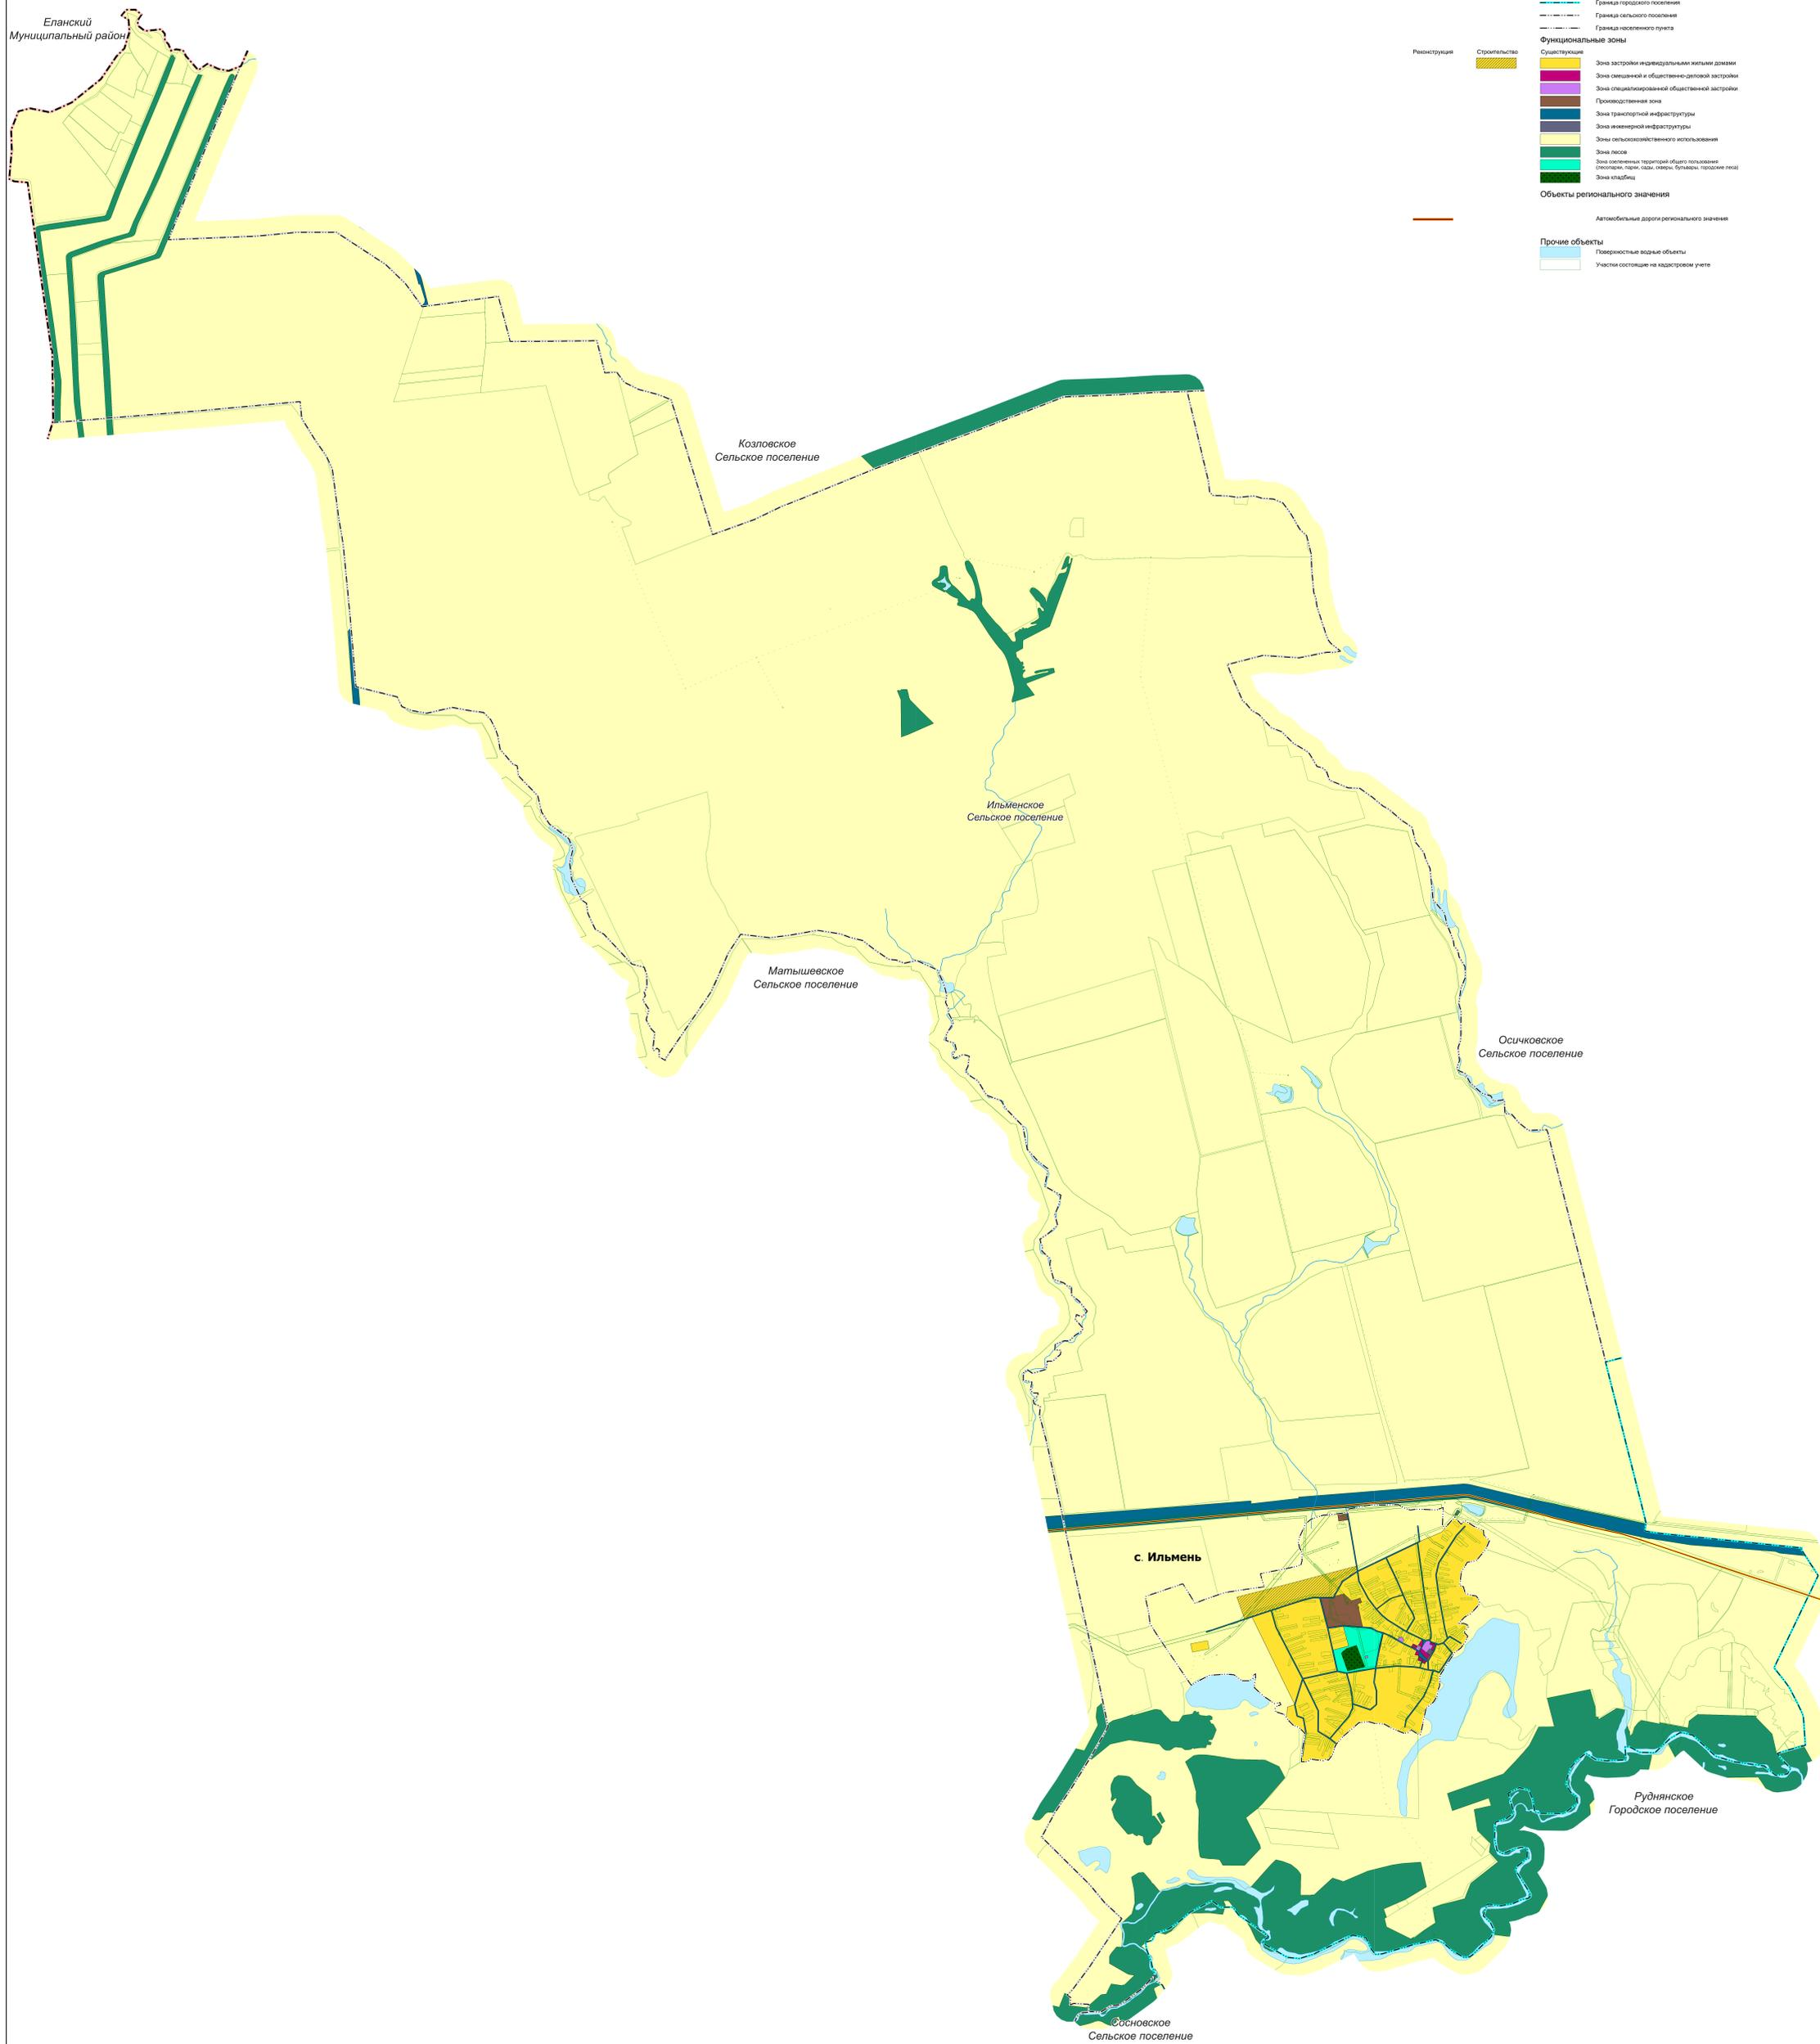 Еланский
Муниципальный район
Граница городского поселения
Граница сельского поселения
Граница населенного пункта
Функциональные зоны
Реконструкция Строительство Существующие
Зона застройки индивидуальными жилыми домами
Зона смешанной и общественно-деловой застройки
Зона специализированной общественной застройки
Производственная зона
Зона транспортной инфраструктуры
Зона инженерной инфраструктуры
Зоны сельскохозяйственного использования
Зона лесов
Зона озелененных территорий общего пользования
(лесопарки, парки, сады, скверы, бульвары, городские леса)
Зона кладбищ
Объекты регионального значения
Автомобильные дороги регионального значения
Прочие объекты
Поверхностные водные объекты
Участки состоящие на кадастровом учете
Козловское
Сельское поселение
Ильменское
Сельское поселение
Матышевское
Сельское поселение
Осичковское
Сельское поселение
с. Ильмень
Руднянское
Городское поселение
Сосновское
Сельское поселение